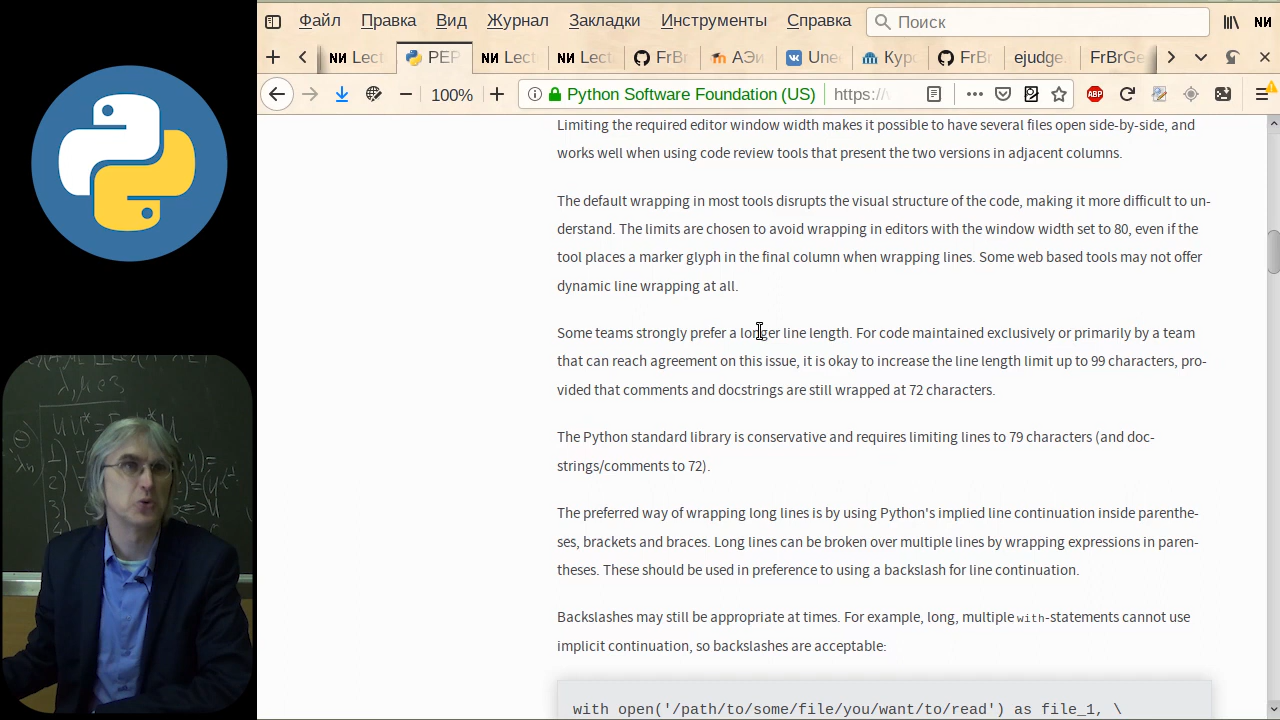 Файл Правка Вид Журнал Закладки Инструменты Справка Поиск
Lect PEP Lect Lect FrBr АЭи Une Курс FrBr ejudge. FrBrGe
100% Python Software Foundation (US) https://
ABP
Limiting the required editor window width makes it possible to have several files open side-by-side, and
works well when using code review tools that present the two versions in adjacent columns.
The default wrapping in most tools disrupts the visual structure of the code, making it more difficult to un-
derstand. The limits are chosen to avoid wrapping in editors with the window width set to 80, even if the
tool places a marker glyph in the final column when wrapping lines. Some web based tools may not offer
dynamic line wrapping at all.
Some teams strongly prefer a longer line length. For code maintained exclusively or primarily by a team
that can reach agreement on this issue, it is okay to increase the line length limit up to 99 characters, pro-
vided that comments and docstrings are still wrapped at 72 characters.
The Python standard library is conservative and requires limiting lines to 79 characters (and doc-
strings/comments to 72).
The preferred way of wrapping long lines is by using Python's implied line continuation inside parenthe-
ses, brackets and braces. Long lines can be broken over multiple lines by wrapping expressions in paren-
theses. These should be used in preference to using a backslash for line continuation.
Backslashes may still be appropriate at times. For example, long, multiple with-statements cannot use
implicit continuation, so backslashes are acceptable:
with open('/path/to/some/file/you/want/to/read') as file_1, \